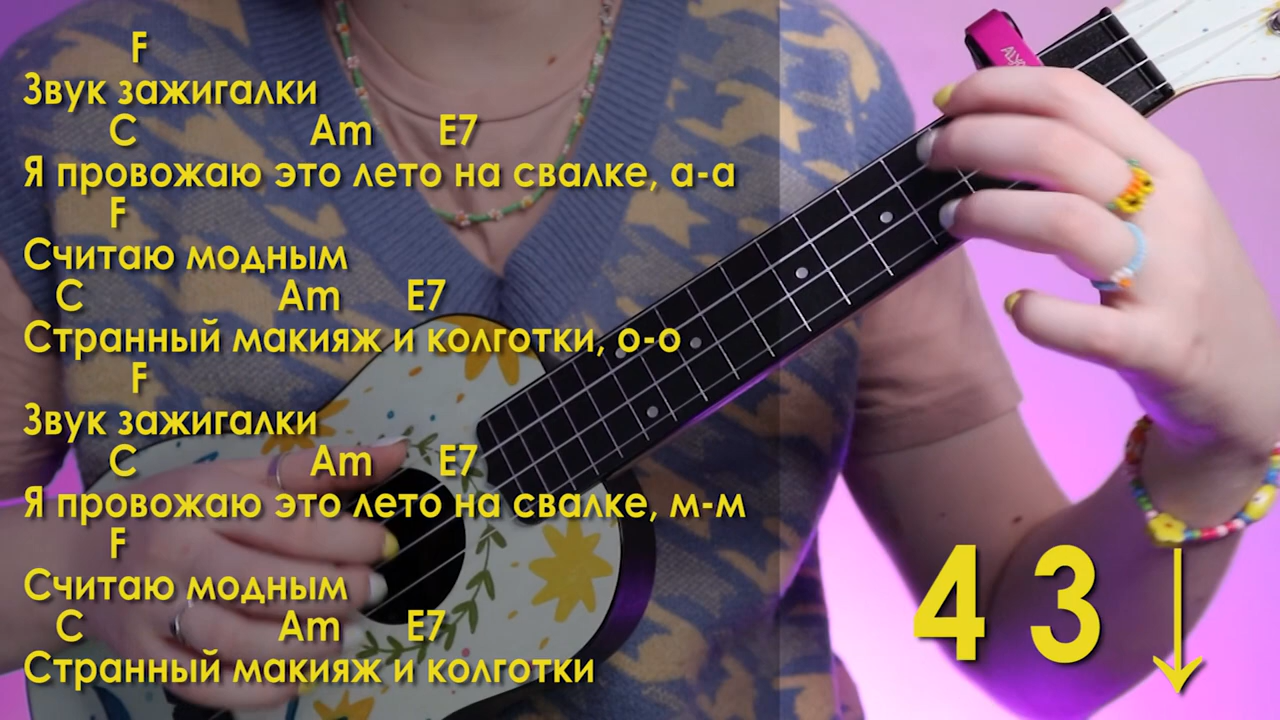 F
Звук зажигалки
C Am E7
Я провожаю это лето на свалке, а-а
F
Считаю модным
C Am E7
Странный макияж и колготки, о-о
F
Звук зажигалки
C Am E7
Я провожаю это лето на свалке, м-м
F
Считаю модным
C Am E7
Странный макияж и колготки
4 3 ↓